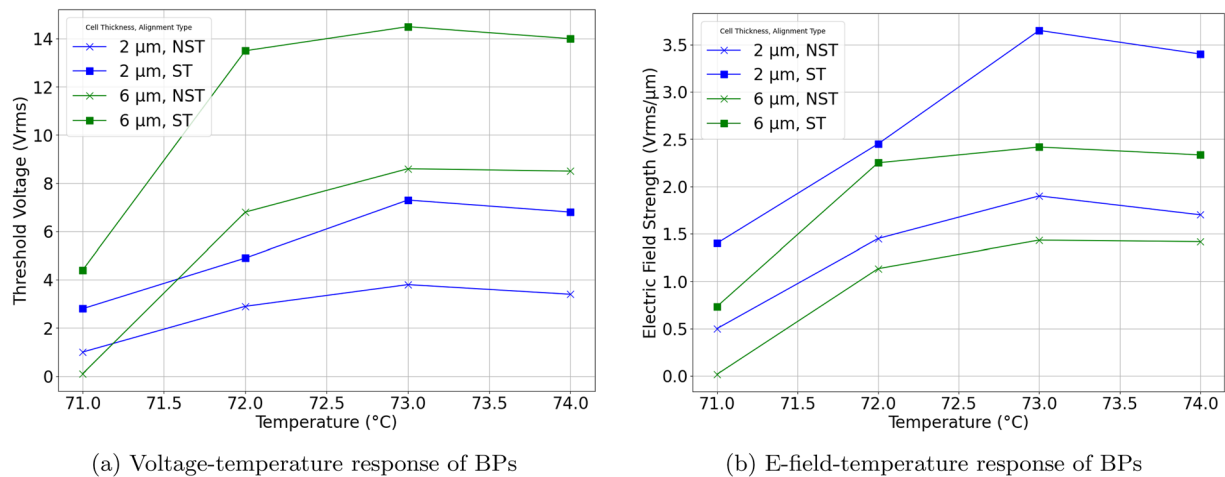 Cell Thickness, Alignment Type
2 μm, NST
2 μm, ST
6 μm, NST
6 μm, ST
Threshold Voltage (Vrms)
14
12
10
8
6
4
2
0
71.0 71.5 72.0 72.5 73.0 73.5 74.0
Temperature (°C)
(a) Voltage-temperature response of BPs
Cell Thickness, Alignment Type
2 μm, NST
2 μm, ST
6 μm, NST
6 μm, ST
Electric Field Strength (Vrms/μm)
3.5
3.0
2.5
2.0
1.5
1.0
0.5
0.0
71.0 71.5 72.0 72.5 73.0 73.5 74.0
Temperature (°C)
(b) E-field-temperature response of BPs